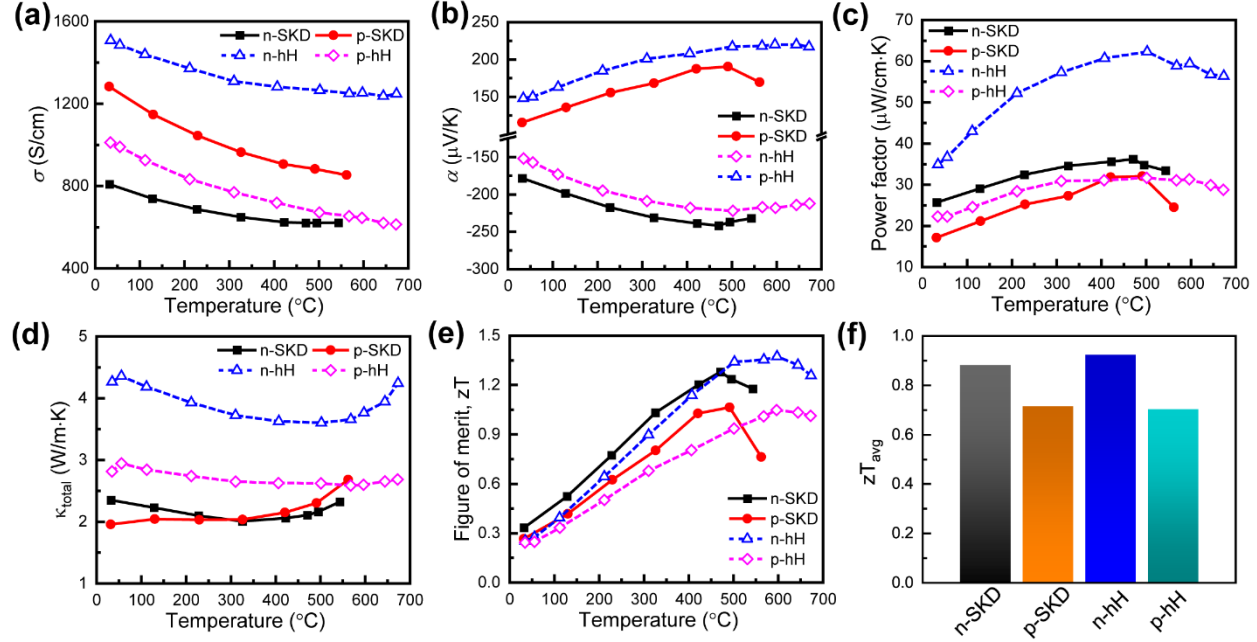 (a)
1600
1200
800
400
σ (S/cm)
n-SKD p-SKD
n-hH p-hH
0 100 200 300 400 500 600 700
Temperature (°C)
(b)
250
200
150
-150
-200
-250
-300
α (μV/K)
n-SKD
p-SKD
n-hH
p-hH
0 100 200 300 400 500 600 700
Temperature (°C)
(c)
70
60
50
40
30
20
10
Power factor (μW/cm·K)
n-SKD
p-SKD
n-hH
p-hH
0 100 200 300 400 500 600 700
Temperature (°C)
(d)
5
4
3
2
1
κtotal (W/m·K)
n-SKD p-SKD
n-hH p-hH
0 100 200 300 400 500 600 700
Temperature (°C)
(e)
1.5
1.2
0.9
0.6
0.3
0.0
Figure of merit, zT
n-SKD
p-SKD
n-hH
p-hH
0 100 200 300 400 500 600 700
Temperature (°C)
(f)
1.0
0.8
0.6
0.4
0.2
0.0
zTavg
n-SKD
p-SKD
n-hH
p-hH